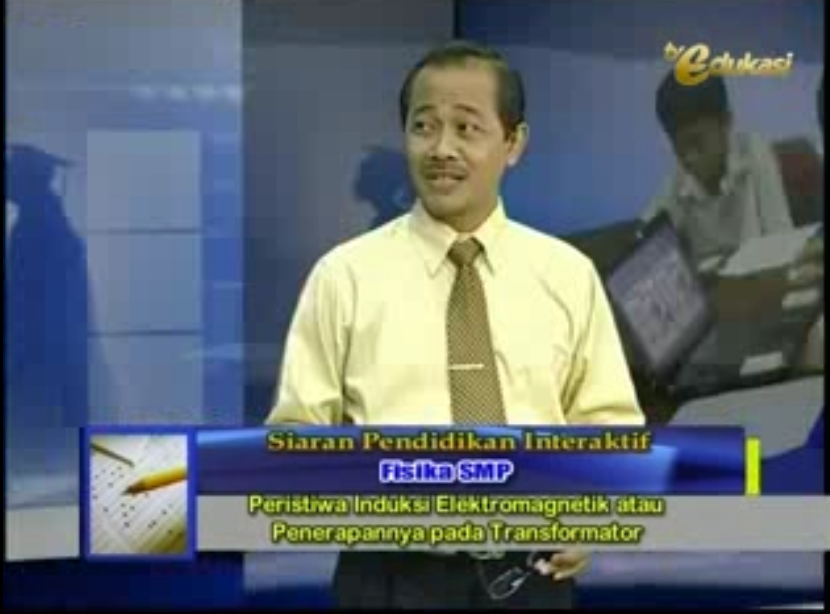 tv edukasi
Siaran Pendidikan Interaktif
Fisika SMP
Peristiwa Induksi Elektromagnetik atau
Penerapannya pada Transformator